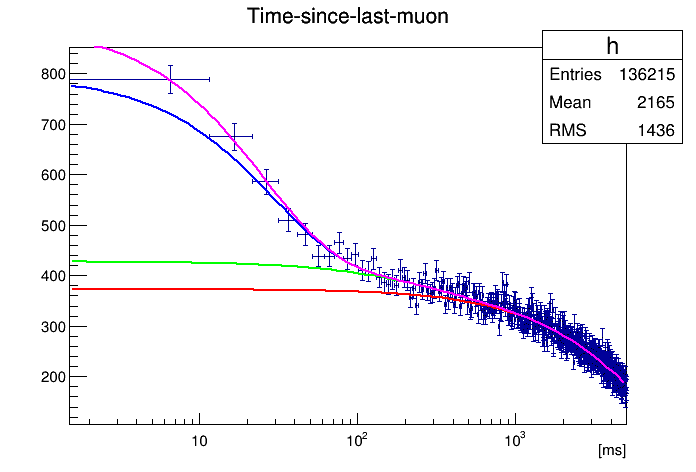 Time-since-last-muon
h
Entries 136215
Mean 2165
RMS 1436
800
700
600
500
400
300
200
10
10²
10³
[ms]